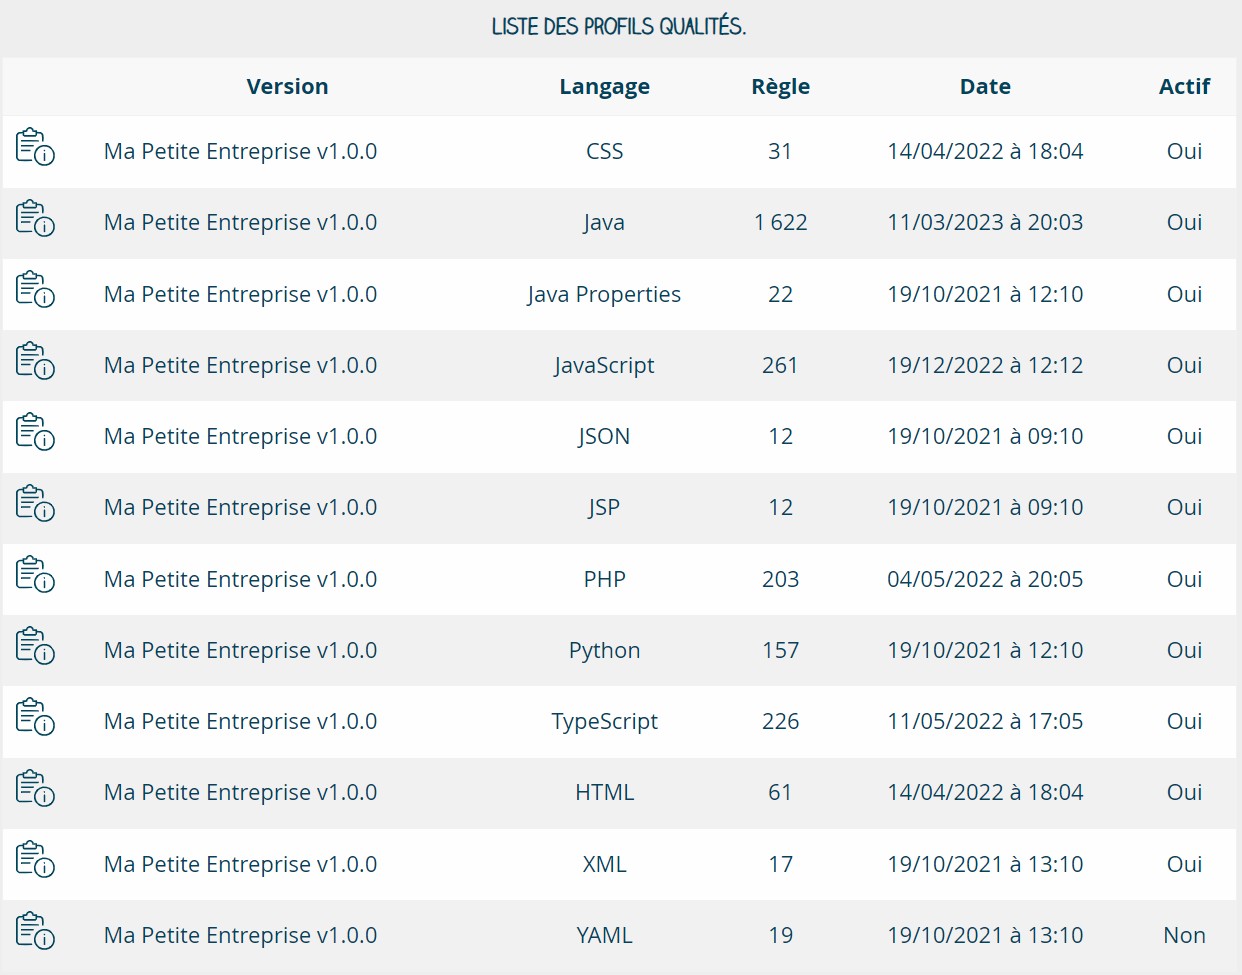 LISTE DES PROFILS QUALITÉS.
Version Langage Règle Date Actif
Ma Petite Entreprise v1.0.0 CSS 31 14/04/2022 à 18:04 Oui
Ma Petite Entreprise v1.0.0 Java 1 622 11/03/2023 à 20:03 Oui
Ma Petite Entreprise v1.0.0 Java Properties 22 19/10/2021 à 12:10 Oui
Ma Petite Entreprise v1.0.0 JavaScript 261 19/12/2022 à 12:12 Oui
Ma Petite Entreprise v1.0.0 JSON 12 19/10/2021 à 09:10 Oui
Ma Petite Entreprise v1.0.0 JSP 12 19/10/2021 à 09:10 Oui
Ma Petite Entreprise v1.0.0 PHP 203 04/05/2022 à 20:05 Oui
Ma Petite Entreprise v1.0.0 Python 157 19/10/2021 à 12:10 Oui
Ma Petite Entreprise v1.0.0 TypeScript 226 11/05/2022 à 17:05 Oui
Ma Petite Entreprise v1.0.0 HTML 61 14/04/2022 à 18:04 Oui
Ma Petite Entreprise v1.0.0 XML 17 19/10/2021 à 13:10 Oui
Ma Petite Entreprise v1.0.0 YAML 19 19/10/2021 à 13:10 Non